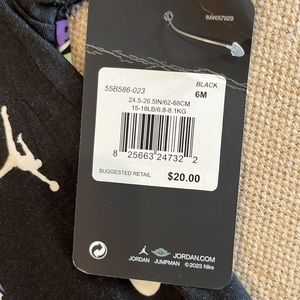 IM#657929
55B586-023
BLACK
6M
24.5-26.5IN/62-68CM
15-18LB/6.8-8.1KG
8 25663 24732 2
SUGGESTED RETAIL
$20.00
JORDAN.COM
JORDAN JUMPMAN ©2023 Nike